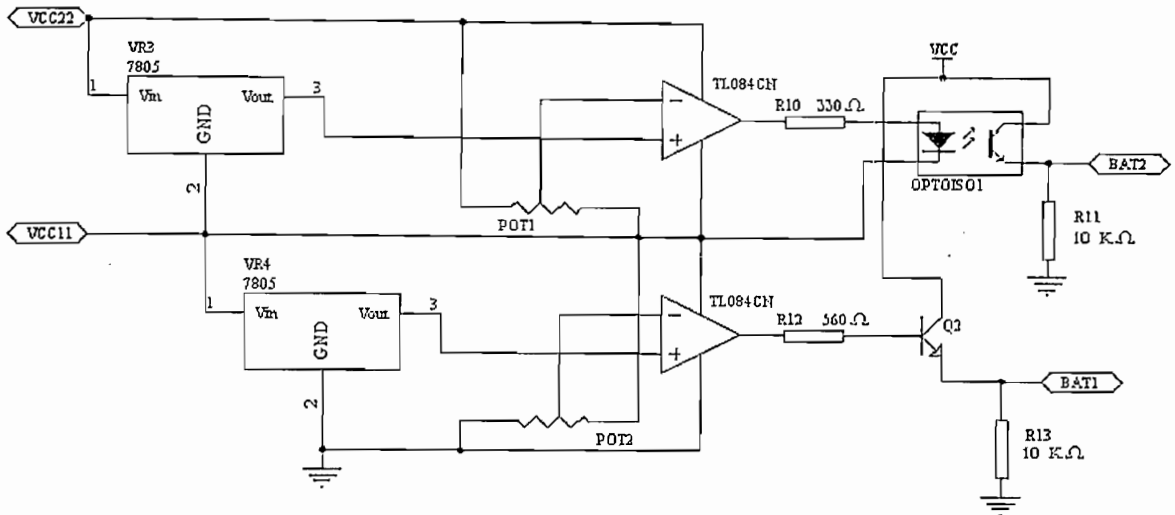 VCC22
VR3
7805
1
Vin
Vout
3
GND
2
TL084CN
-
+
R10 330 Ω
VCC
OPTOISO1
BAT2
R11
10 K.Ω
POT1
VCC11
VR4
7805
1
Vin
Vout
3
GND
2
TL084CN
-
+
R12 560 Ω
Q2
BAT1
R13
10 K.Ω
POT2